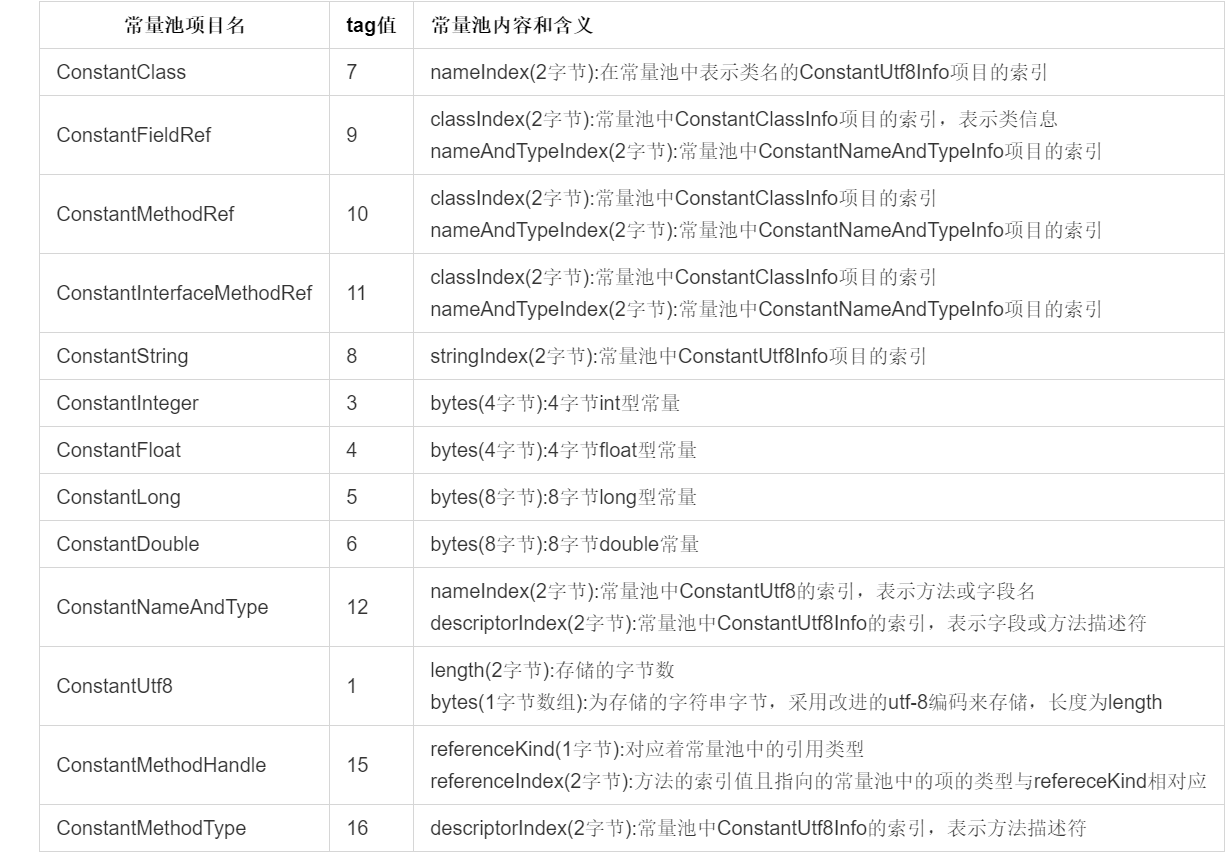 常量池项目名 tag值 常量池内容和含义
ConstantClass 7 nameIndex(2字节):在常量池中表示类名的ConstantUtf8Info项目的索引
ConstantFieldRef 9 classIndex(2字节):常量池中ConstantClassInfo项目的索引，表示类信息
nameAndTypeIndex(2字节):常量池中ConstantNameAndTypeInfo项目的索引
ConstantMethodRef 10 classIndex(2字节):常量池中ConstantClassInfo项目的索引
nameAndTypeIndex(2字节):常量池中ConstantNameAndTypeInfo项目的索引
ConstantInterfaceMethodRef 11 classIndex(2字节):常量池中ConstantClassInfo项目的索引
nameAndTypeIndex(2字节):常量池中ConstantNameAndTypeInfo项目的索引
ConstantString 8 stringIndex(2字节):常量池中ConstantUtf8Info项目的索引
ConstantInteger 3 bytes(4字节):4字节int型常量
ConstantFloat 4 bytes(4字节):4字节float型常量
ConstantLong 5 bytes(8字节):8字节long型常量
ConstantDouble 6 bytes(8字节):8字节double常量
ConstantNameAndType 12 nameIndex(2字节):常量池中ConstantUtf8的索引，表示方法或字段名
descriptorIndex(2字节):常量池中ConstantUtf8Info的索引，表示字段或方法描述符
ConstantUtf8 1 length(2字节):存储的字节数
bytes(1字节数组):为存储的字符串字节，采用改进的utf-8编码来存储，长度为length
ConstantMethodHandle 15 referenceKind(1字节):对应着常量池中的引用类型
referenceIndex(2字节):方法的索引值且指向的常量池中的项的类型与refereceKind相对应
ConstantMethodType 16 descriptorIndex(2字节):常量池中ConstantUtf8Info的索引，表示方法描述符